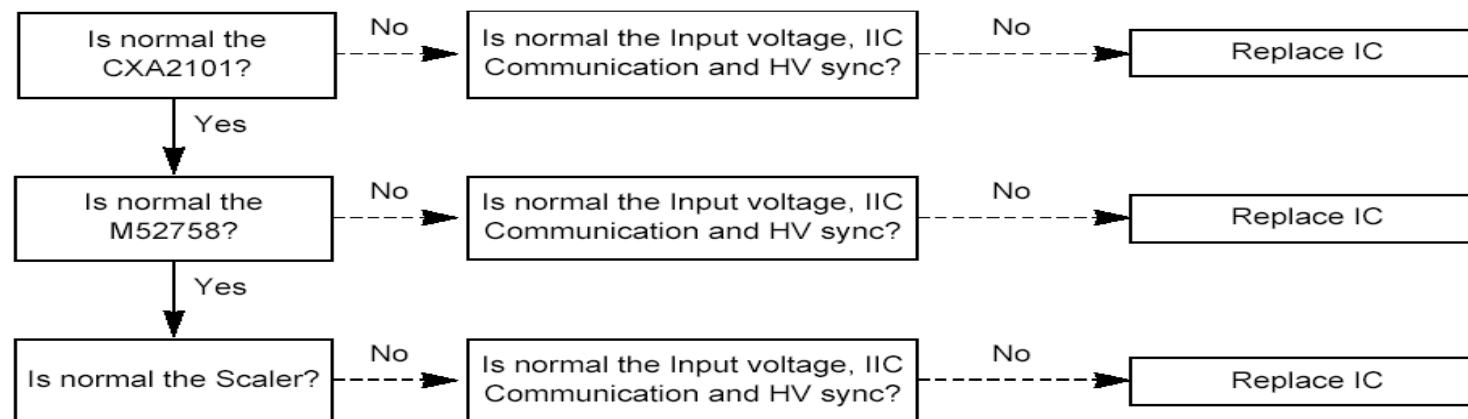 Is normal the
CXA2101?
No
Is normal the Input voltage, IIC
Communication and HV sync?
No
Replace IC
Yes
Is normal the
M52758?
No
Is normal the Input voltage, IIC
Communication and HV sync?
No
Replace IC
Yes
Is normal the Scaler?
No
Is normal the Input voltage, IIC
Communication and HV sync?
No
Replace IC